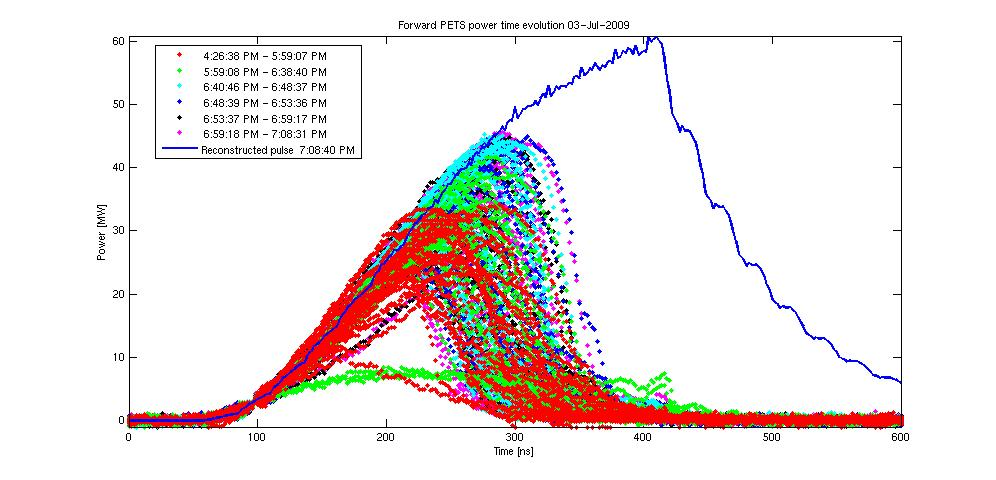 Forward PETS power time evolution 03-Jul-2009
60
50
40
30
20
10
0
Power [MW]
4:26:38 PM - 5:59:07 PM
5:59:08 PM - 6:38:40 PM
6:40:46 PM - 6:48:37 PM
6:48:39 PM - 6:53:36 PM
6:53:37 PM - 6:59:17 PM
6:59:18 PM - 7:08:31 PM
Reconstructed pulse 7:08:40 PM
0 100 200 300 400 500 600
Time [ns]